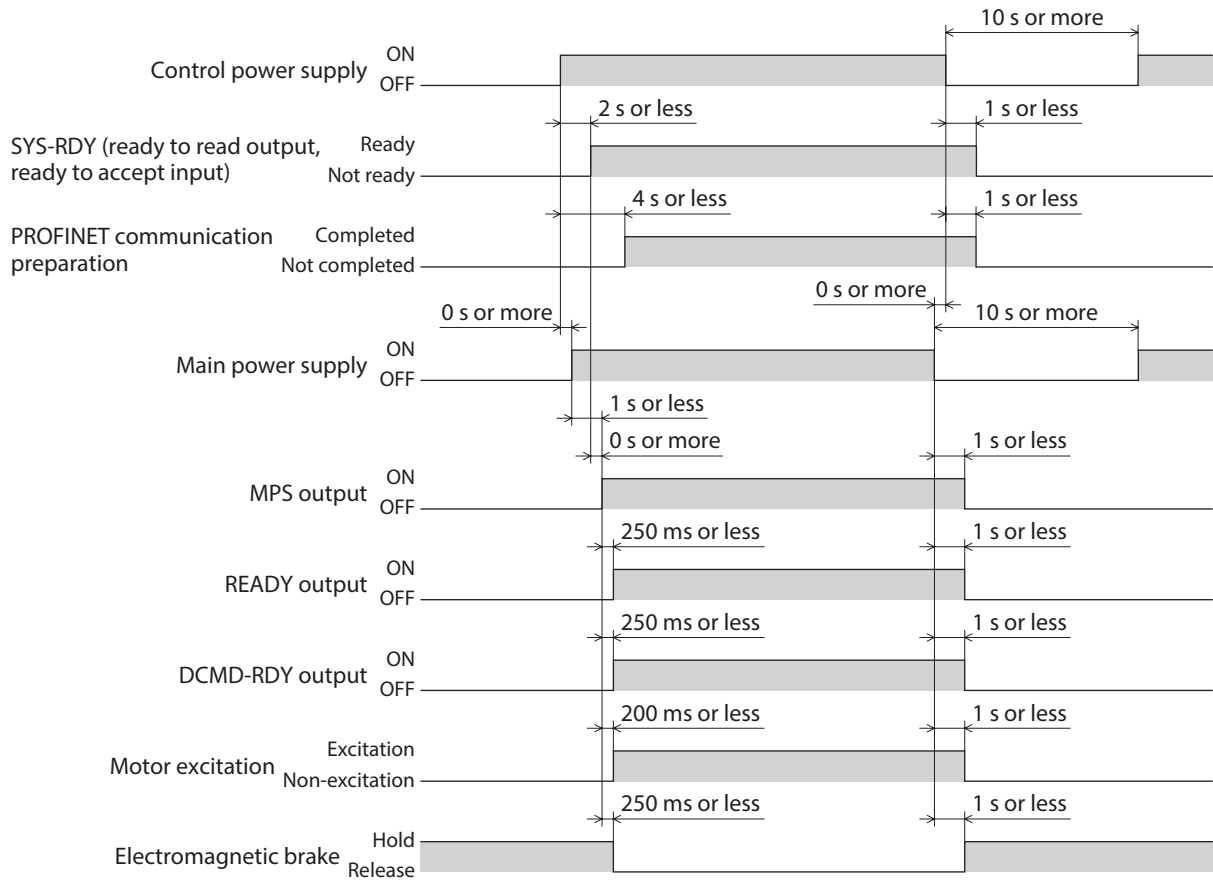 10 s or more
Control power supply
ON
OFF
2 s or less
1 s or less
SYS-RDY (ready to read output,
ready to accept input)
Ready
Not ready
4 s or less
1 s or less
PROFINET communication
preparation
Completed
Not completed
0 s or more
0 s or more
10 s or more
Main power supply
ON
OFF
1 s or less
0 s or more
1 s or less
MPS output
ON
OFF
250 ms or less
1 s or less
READY output
ON
OFF
250 ms or less
1 s or less
DCMD-RDY output
ON
OFF
200 ms or less
1 s or less
Motor excitation
Excitation
Non-excitation
250 ms or less
1 s or less
Electromagnetic brake
Hold
Release